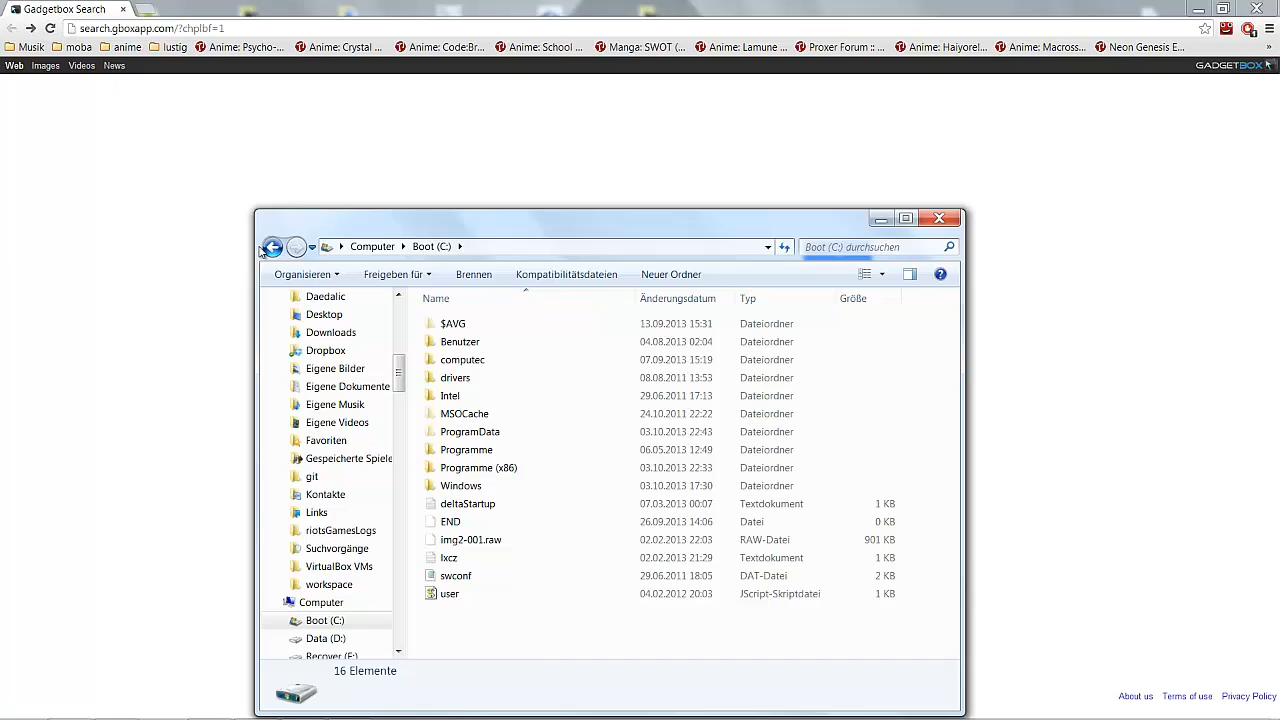 Gadgetbox Search
search.gboxapp.com/?chplbf=1
Musik moba anime lustig Anime: Psycho-... Anime: Crystal ... Anime: Code:Br... Anime: School ... Manga: SWOT (... Anime: Lamune ... Proxer Forum :: ... Anime: Haiyorel... Anime: Macross... Neon Genesis E... »
Web Images Videos News GADGETBOX
Computer Boot (C:) Boot (C:) durchsuchen
Organisieren Freigeben für Brennen Kompatibilitätsdateien Neuer Ordner
Daedalic
Desktop
Downloads
Dropbox
Eigene Bilder
Eigene Dokumente
Eigene Musik
Eigene Videos
Favoriten
Gespeicherte Spiele
git
Kontakte
Links
riotsGamesLogs
Suchvorgänge
VirtualBox VMs
workspace
Computer
Boot (C:)
Data (D:)
Recover (E:)
Name Änderungsdatum Typ Größe
$AVG 13.09.2013 15:31 Dateiordner
Benutzer 04.08.2013 02:04 Dateiordner
computec 07.09.2013 15:19 Dateiordner
drivers 08.08.2011 13:53 Dateiordner
Intel 29.06.2011 17:13 Dateiordner
MSOCache 24.10.2011 22:22 Dateiordner
ProgramData 03.10.2013 22:43 Dateiordner
Programme 06.05.2013 12:49 Dateiordner
Programme (x86) 03.10.2013 22:33 Dateiordner
Windows 03.10.2013 17:30 Dateiordner
deltaStartup 07.03.2013 00:07 Textdokument 1 KB
END 26.09.2013 14:06 Datei 0 KB
img2-001.raw 02.02.2013 22:03 RAW-Datei 901 KB
lxcz 02.02.2013 21:29 Textdokument 1 KB
swconf 29.06.2011 18:05 DAT-Datei 2 KB
user 04.02.2012 20:03 JScript-Skriptdatei 1 KB
16 Elemente
About us Terms of use Privacy Policy